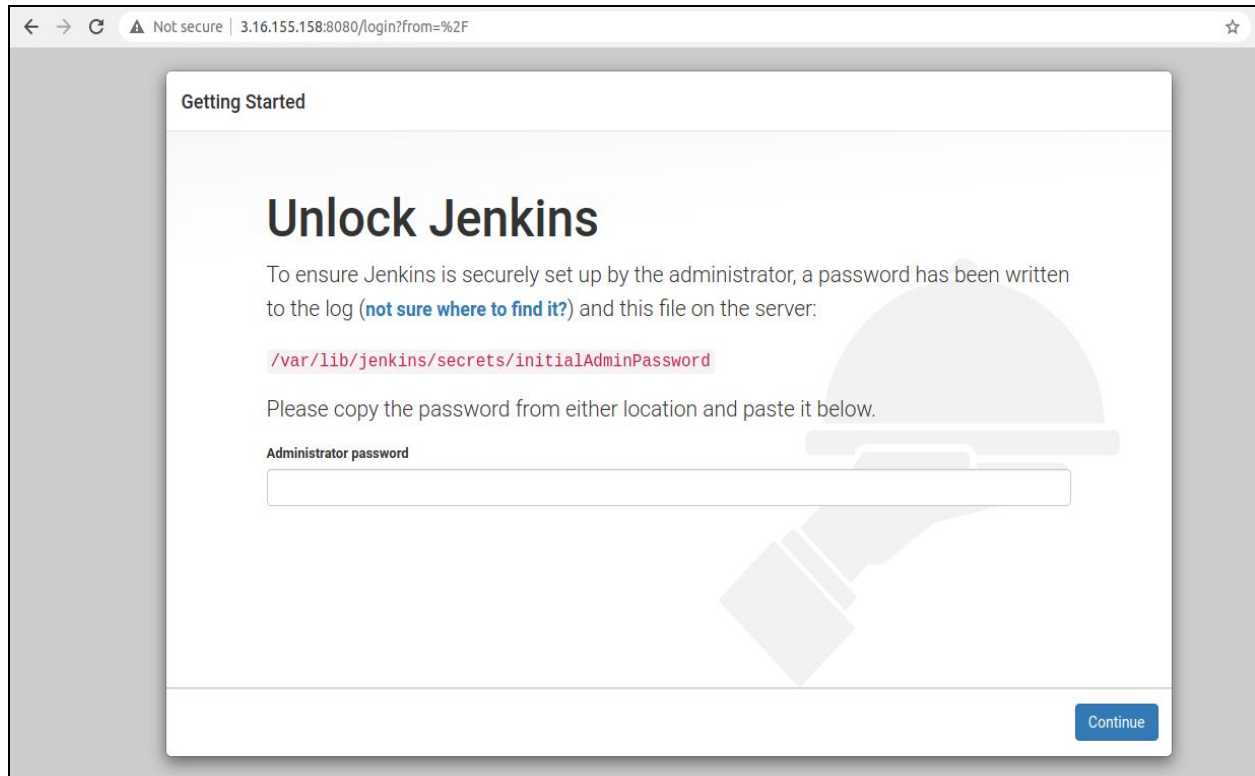 Not secure | 3.16.155.158:8080/login?from=%2F
Getting Started
Unlock Jenkins
To ensure Jenkins is securely set up by the administrator, a password has been written
to the log (not sure where to find it?) and this file on the server:
/var/lib/jenkins/secrets/initialAdminPassword
Please copy the password from either location and paste it below.
Administrator password
Continue